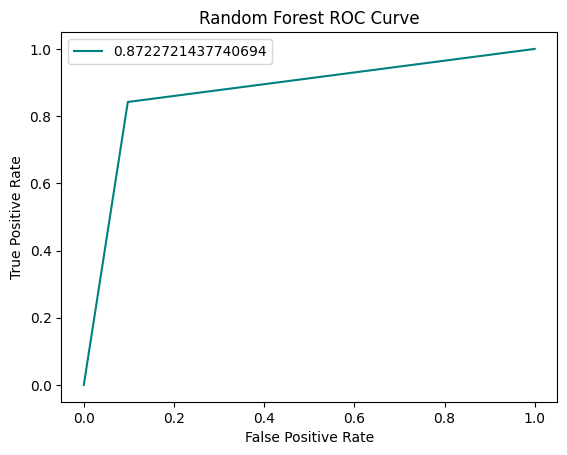 Random Forest ROC Curve
0.8722721437740694
1.0
0.8
0.6
0.4
0.2
0.0
True Positive Rate
0.0 0.2 0.4 0.6 0.8 1.0
False Positive Rate